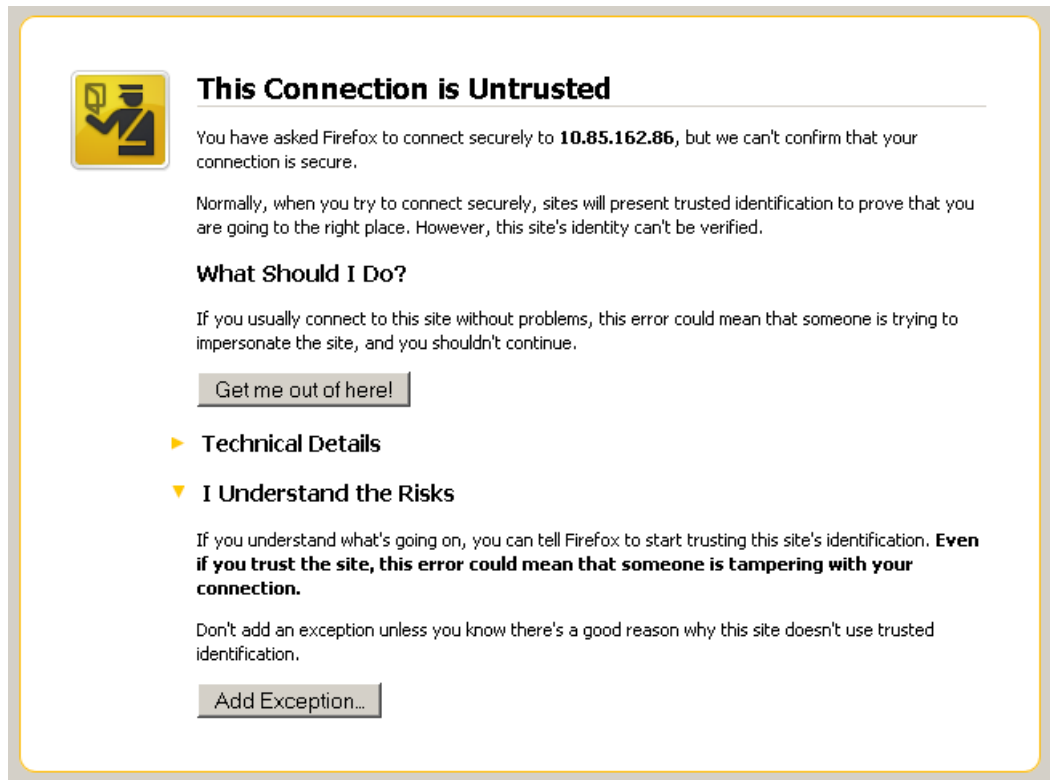 This Connection is Untrusted
You have asked Firefox to connect securely to 10.85.162.86, but we can't confirm that your
connection is secure.
Normally, when you try to connect securely, sites will present trusted identification to prove that you
are going to the right place. However, this site's identity can't be verified.
What Should I Do?
If you usually connect to this site without problems, this error could mean that someone is trying to
impersonate the site, and you shouldn't continue.
Get me out of here!
Technical Details
I Understand the Risks
If you understand what's going on, you can tell Firefox to start trusting this site's identification. Even
if you trust the site, this error could mean that someone is tampering with your
connection.
Don't add an exception unless you know there's a good reason why this site doesn't use trusted
identification.
Add Exception...